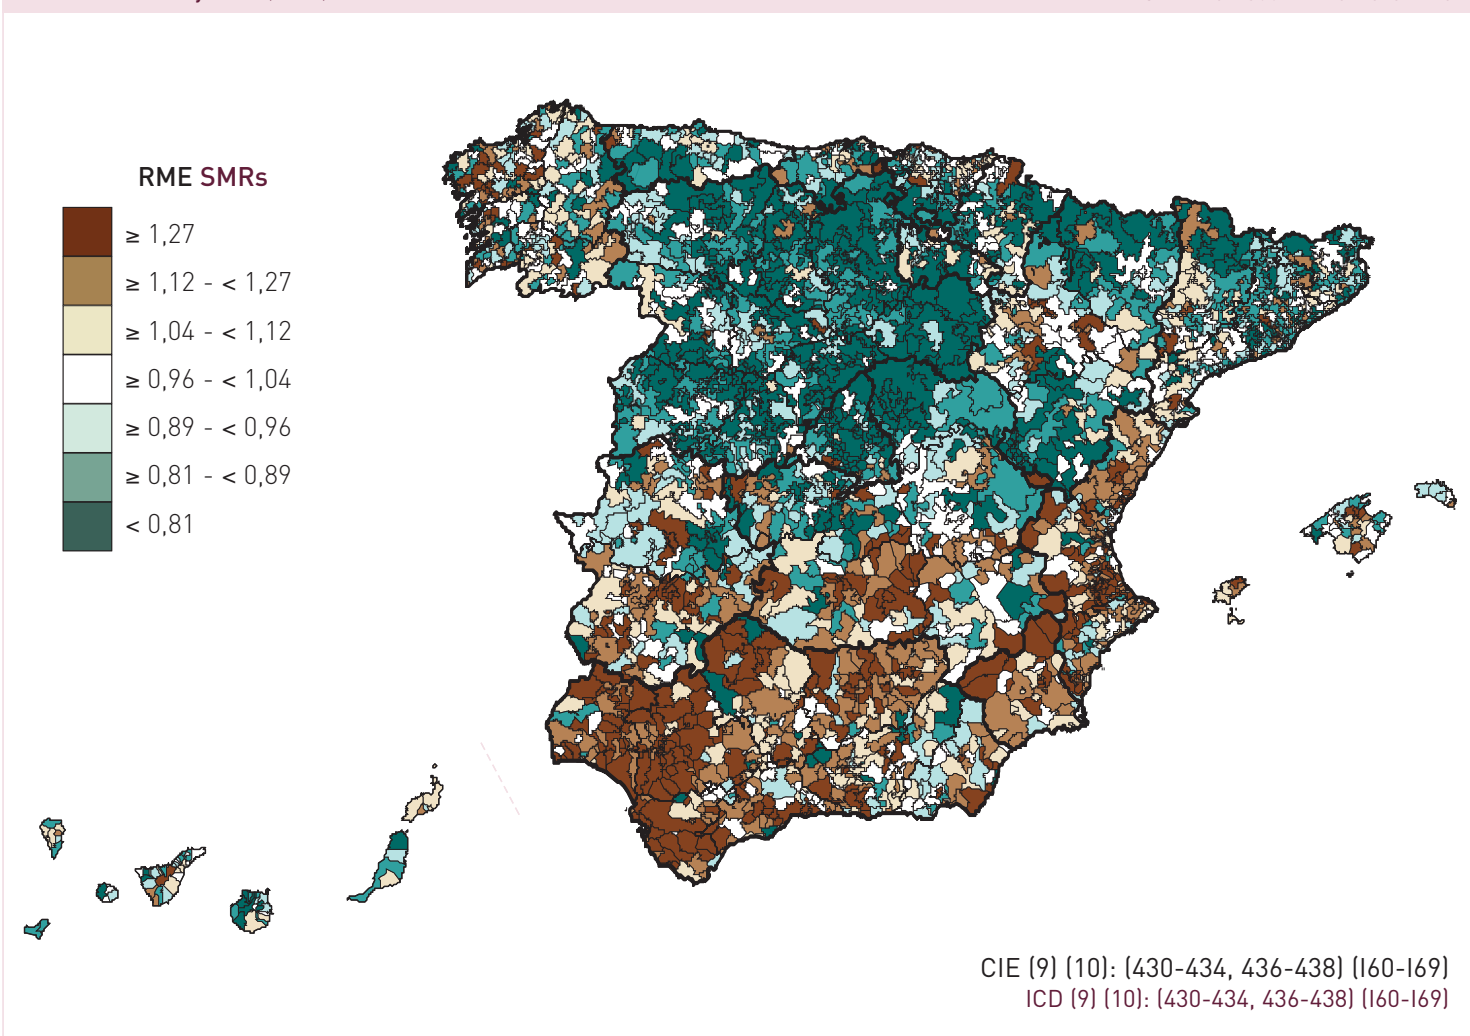 RME SMRs
≥ 1,27
≥ 1,12 - < 1,27
≥ 1,04 - < 1,12
≥ 0,96 - < 1,04
≥ 0,89 - < 0,96
≥ 0,81 - < 0,89
< 0,81
CIE (9) (10): (430-434, 436-438) (I60-I69)
ICD (9) (10): (430-434, 436-438) (I60-I69)